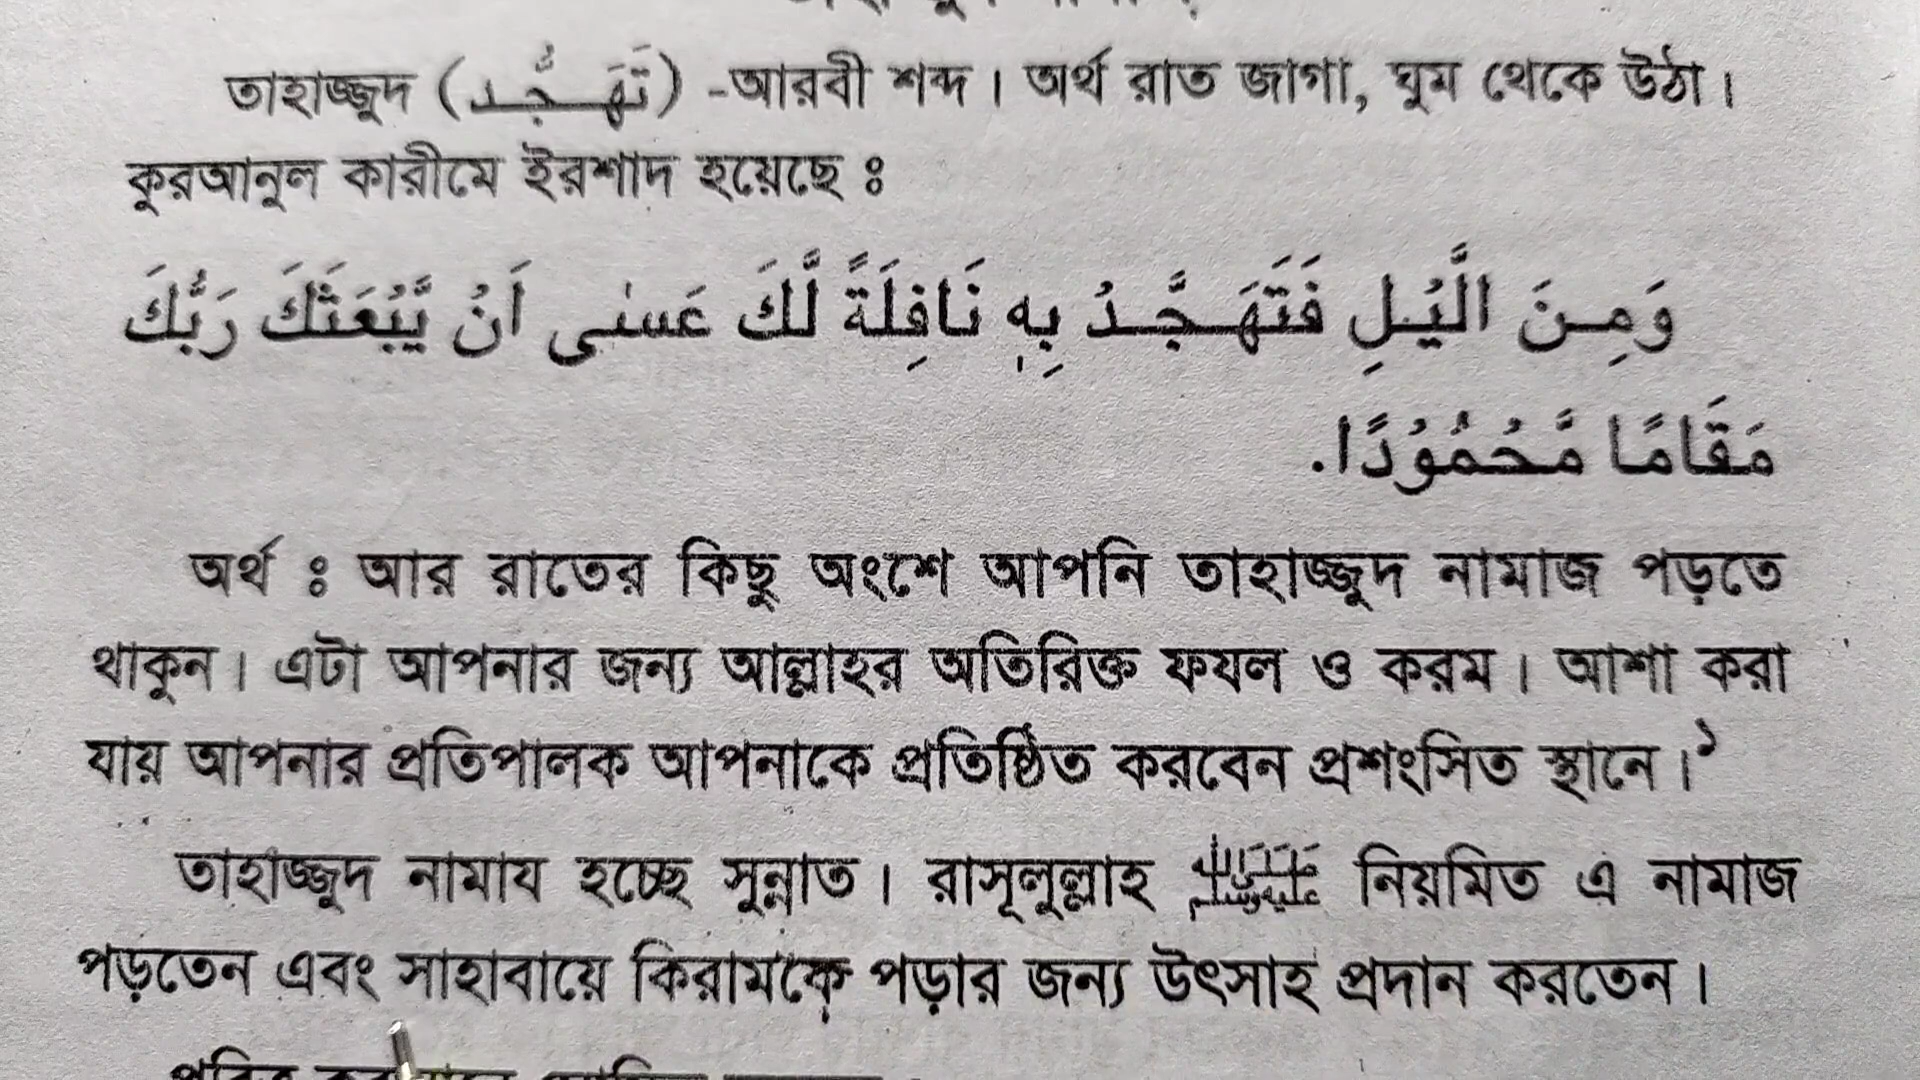 তাহাজ্জুদ (تَهَجُّد) -আরবী শব্দ। অর্থ রাত জাগা, ঘুম থেকে উঠা।
কুরআনুল কারীমে ইরশাদ হয়েছে ঃ
وَمِنَ الَّيْلِ فَتَهَجَّدْ بِهٖ نَافِلَةً لَّكَ عَسٰى اَنْ يَّبْعَثَكَ رَبُّكَ
مَقَامًا مَّحْمُوْدًا.
অর্থ ঃ আর রাতের কিছু অংশে আপনি তাহাজ্জুদ নামাজ পড়তে
থাকুন। এটা আপনার জন্য আল্লাহর অতিরিক্ত ফযল ও করম। আশা করা
যায় আপনার প্রতিপালক আপনাকে প্রতিষ্ঠিত করবেন প্রশংসিত স্থানে।১
তাহাজ্জুদ নামায হচ্ছে সুন্নাত। রাসূলুল্লাহ ﷺ নিয়মিত এ নামাজ
পড়তেন এবং সাহাবায়ে কিরামকে পড়ার জন্য উৎসাহ প্রদান করতেন।